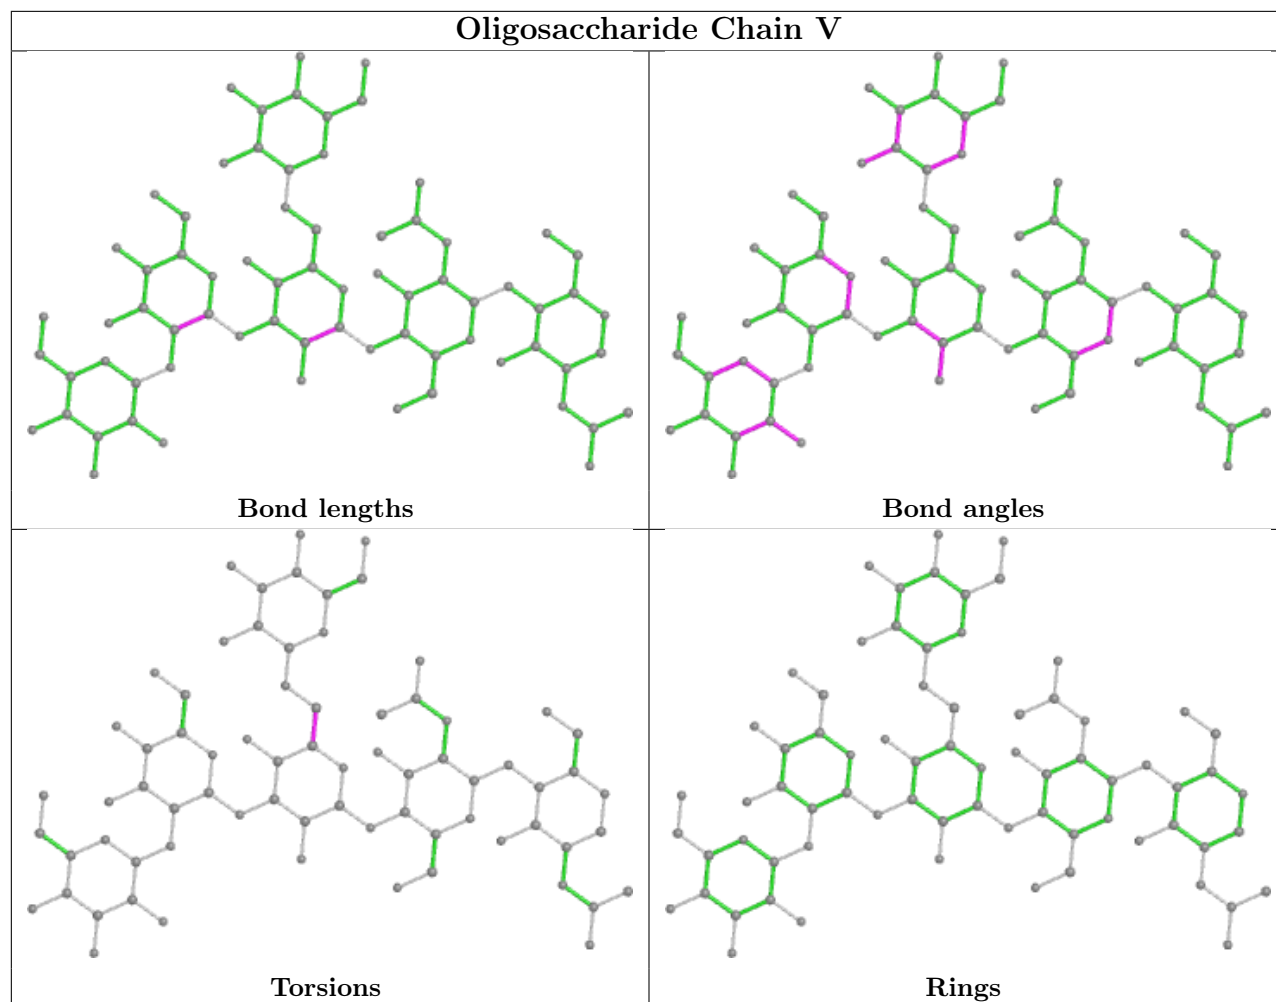 Oligosaccharide Chain V
Bond lengths
Bond angles
Torsions
Rings